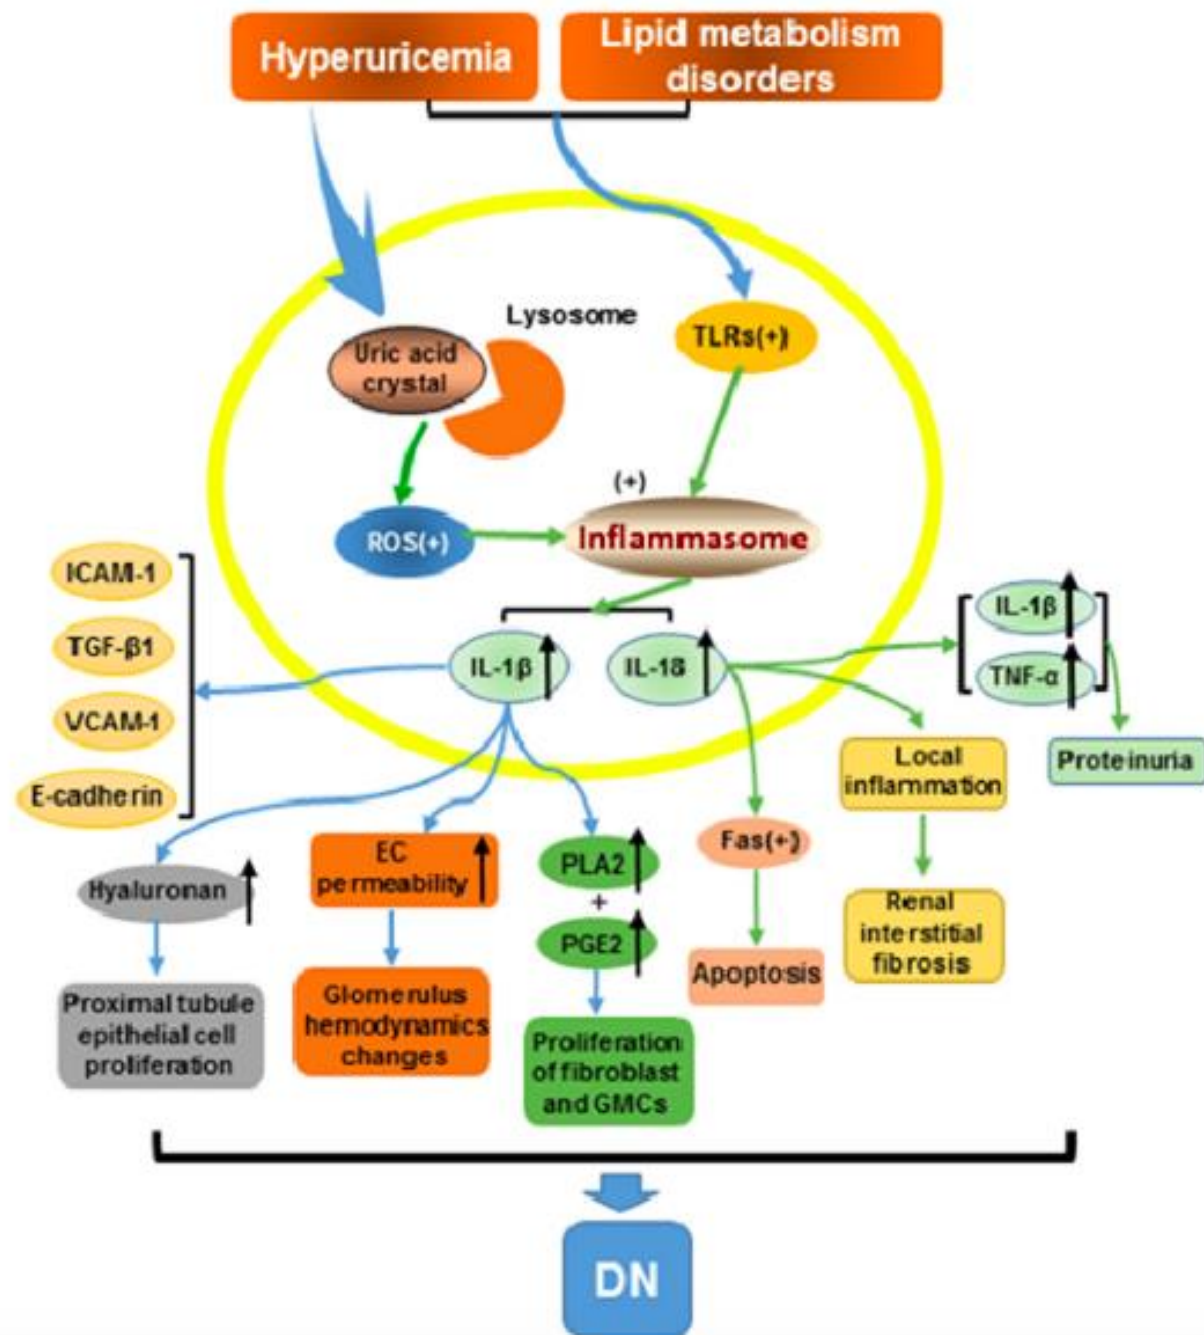 Hyperuricemia
Lipid metabolism
disorders
Lysosome
TLRs(+)
Uric acid
crystal
(+)
ROS(+)
Inflammasome
ICAM-1
TGF-β1
VCAM-1
E-cadherin
IL-1β
IL-18
IL-1β
TNF-α
Local
inflammation
Proteinuria
Hyaluronan
EC
permeability
PLA2
+
PGE2
Fas(+)
Renal
interstitial
fibrosis
Apoptosis
Proximal tubule
epithelial cell
proliferation
Glomerulus
hemodynamics
changes
Proliferation
of fibroblast
and GMCs
DN